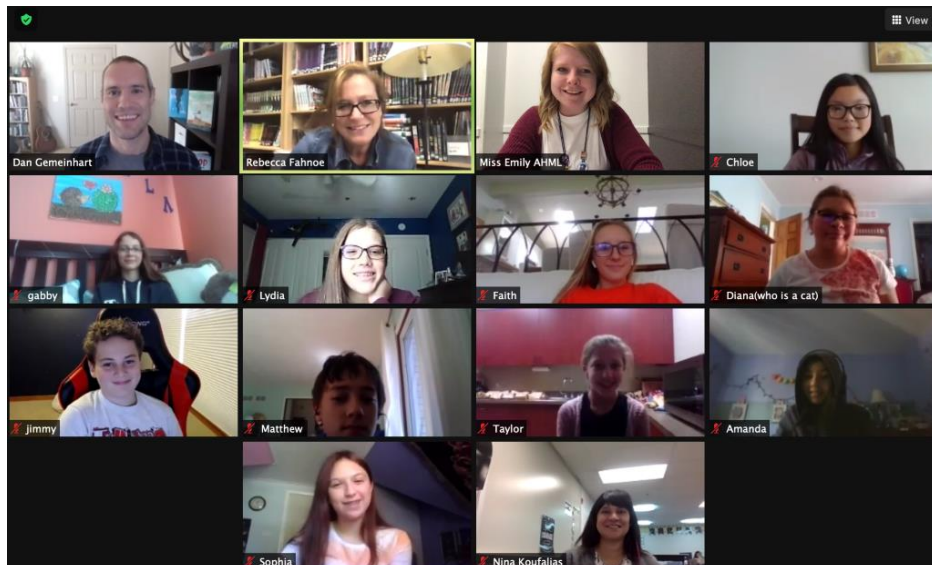 View
Dan Gemeinhart
Rebecca Fahnoe
Miss Emily AHML
Chloe
L
gabby
Lydia
Faith
Diana(who is a cat)
jimmy
Matthew
Taylor
Amanda
Sophia
Nina Koufalias